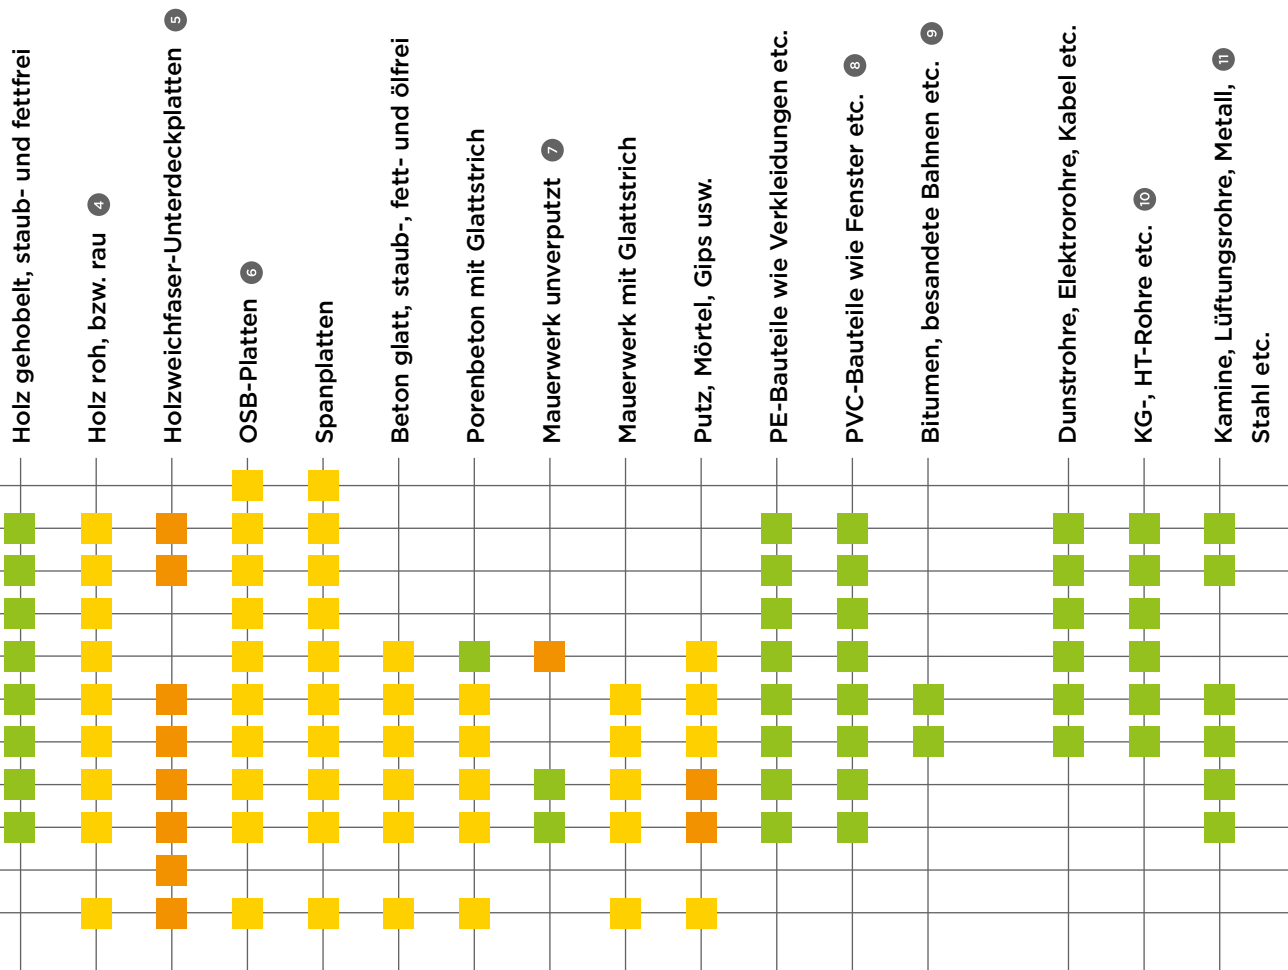 Holz gehobelt, staub- und fettfrei
Holz roh, bzw. rau 4
Holzweichfaser-Unterdeckplatten 5
OSB-Platten 6
Spanplatten
Beton glatt, staub-, fett- und ölfrei
Porenbeton mit Glattstrich
Mauerwerk unverputzt 7
Mauerwerk mit Glattstrich
Putz, Mörtel, Gips usw.
PE-Bauteile wie Verkleidungen etc.
PVC-Bauteile wie Fenster etc. 8
Bitumen, besandete Bahnen etc. 9
Dunstrohre, Elektrorohre, Kabel etc.
KG-, HT-Rohre etc. 10
Kamine, Lüftungsrohre, Metall, 11
Stahl etc.